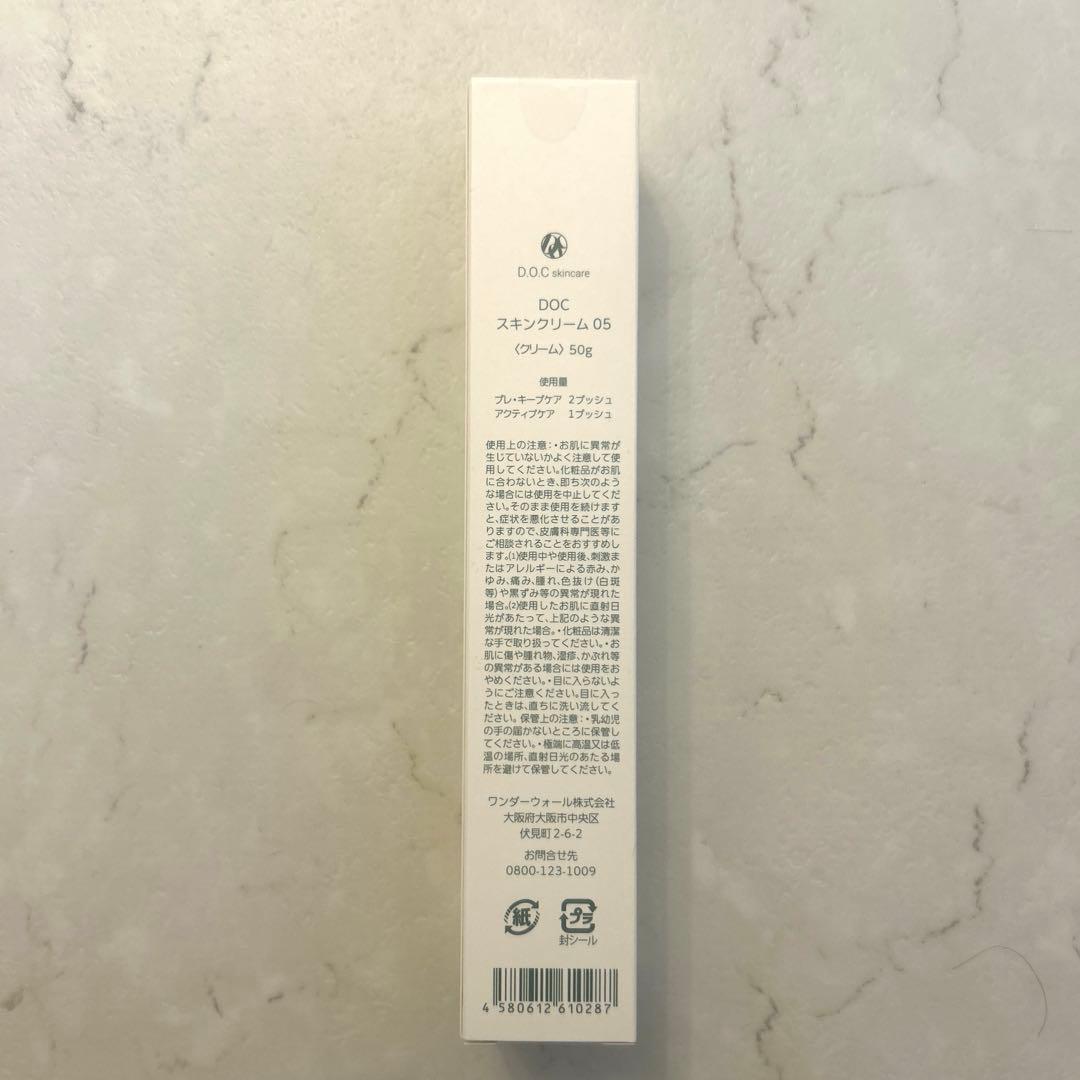 D.O.C skincare
DOC
スキンクリーム 05
〈クリーム〉 50g
使用量
プレ・キープケア 2プッシュ
アクティブケア 1プッシュ
使用上の注意:・お肌に異常が
生じていないかよく注意して使
用してください。化粧品がお肌
に合わないとき、即ち次のよう
な場合には使用を中止してくだ
さい。そのまま使用を続けます
と、症状を悪化させることがあ
りますので、皮膚科専門医等に
ご相談されることをおすすめし
ます。(1)使用中や使用後、刺激ま
たはアレルギーによる赤み、か
ゆみ、痛み、腫れ、色抜け(白斑
等)や黒ずみ等の異常が現れた
場合。(2)使用したお肌に直射日
光があたって、上記のような異
常が現れた場合。・化粧品は清潔
な手で取り扱ってください。・お
肌に傷や腫れ物、湿疹、かぶれ等
の異常がある場合には使用をお
やめください。・目に入らないよ
うにご注意ください。目に入っ
たときは、直ちに洗い流してく
ださい。保管上の注意:・乳幼児
の手の届かないところに保管し
てください。・極端に高温又は低
温の場所、直射日光のあたる場
所を避けて保管してください。
ワンダーウォール株式会社
大阪府大阪市中央区
伏見町2-6-2
お問合せ先
0800-123-1009
紙 プラ
封シール
4 580612 610287